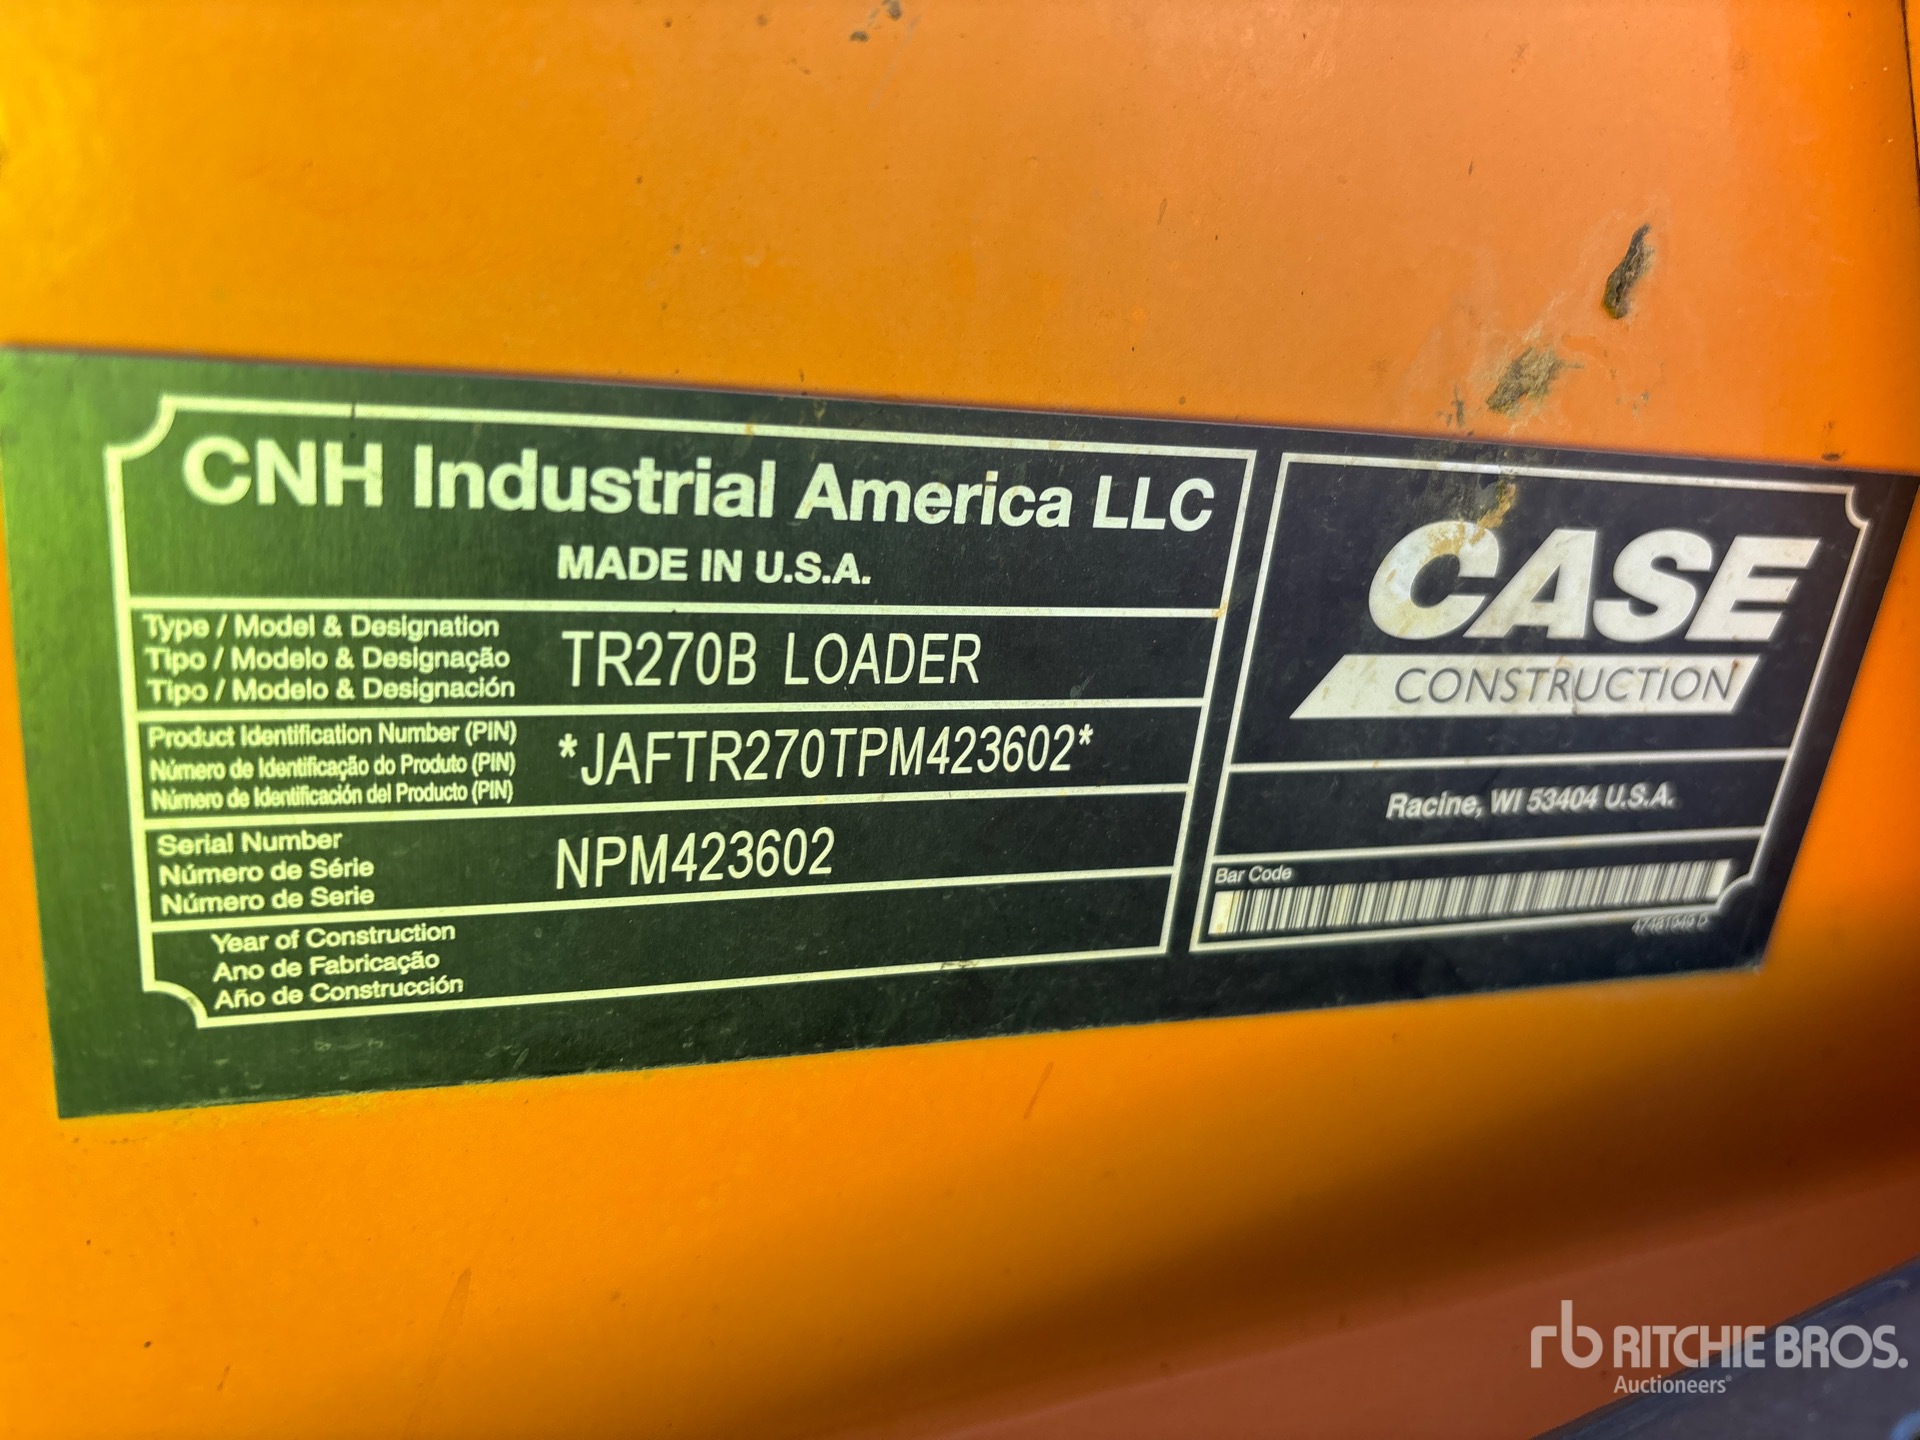 CNH Industrial America LLC
MADE IN U.S.A.
Type / Model & Designation
Tipo / Modelo & Designação
Tipo / Modelo & Designación
TR270B LOADER
Product Identification Number (PIN)
Número de Identificação do Produto (PIN)
Número de Identificación del Producto (PIN)
*JAFTR270TPM423602*
Serial Number
Número de Série
Número de Serie
NPM423602
Year of Construction
Ano de Fabricação
Año de Construcción
CASE
CONSTRUCTION
Racine, WI 53404 U.S.A.
Bar Code
47481949 D
rb RITCHIE BROS.
Auctioneers